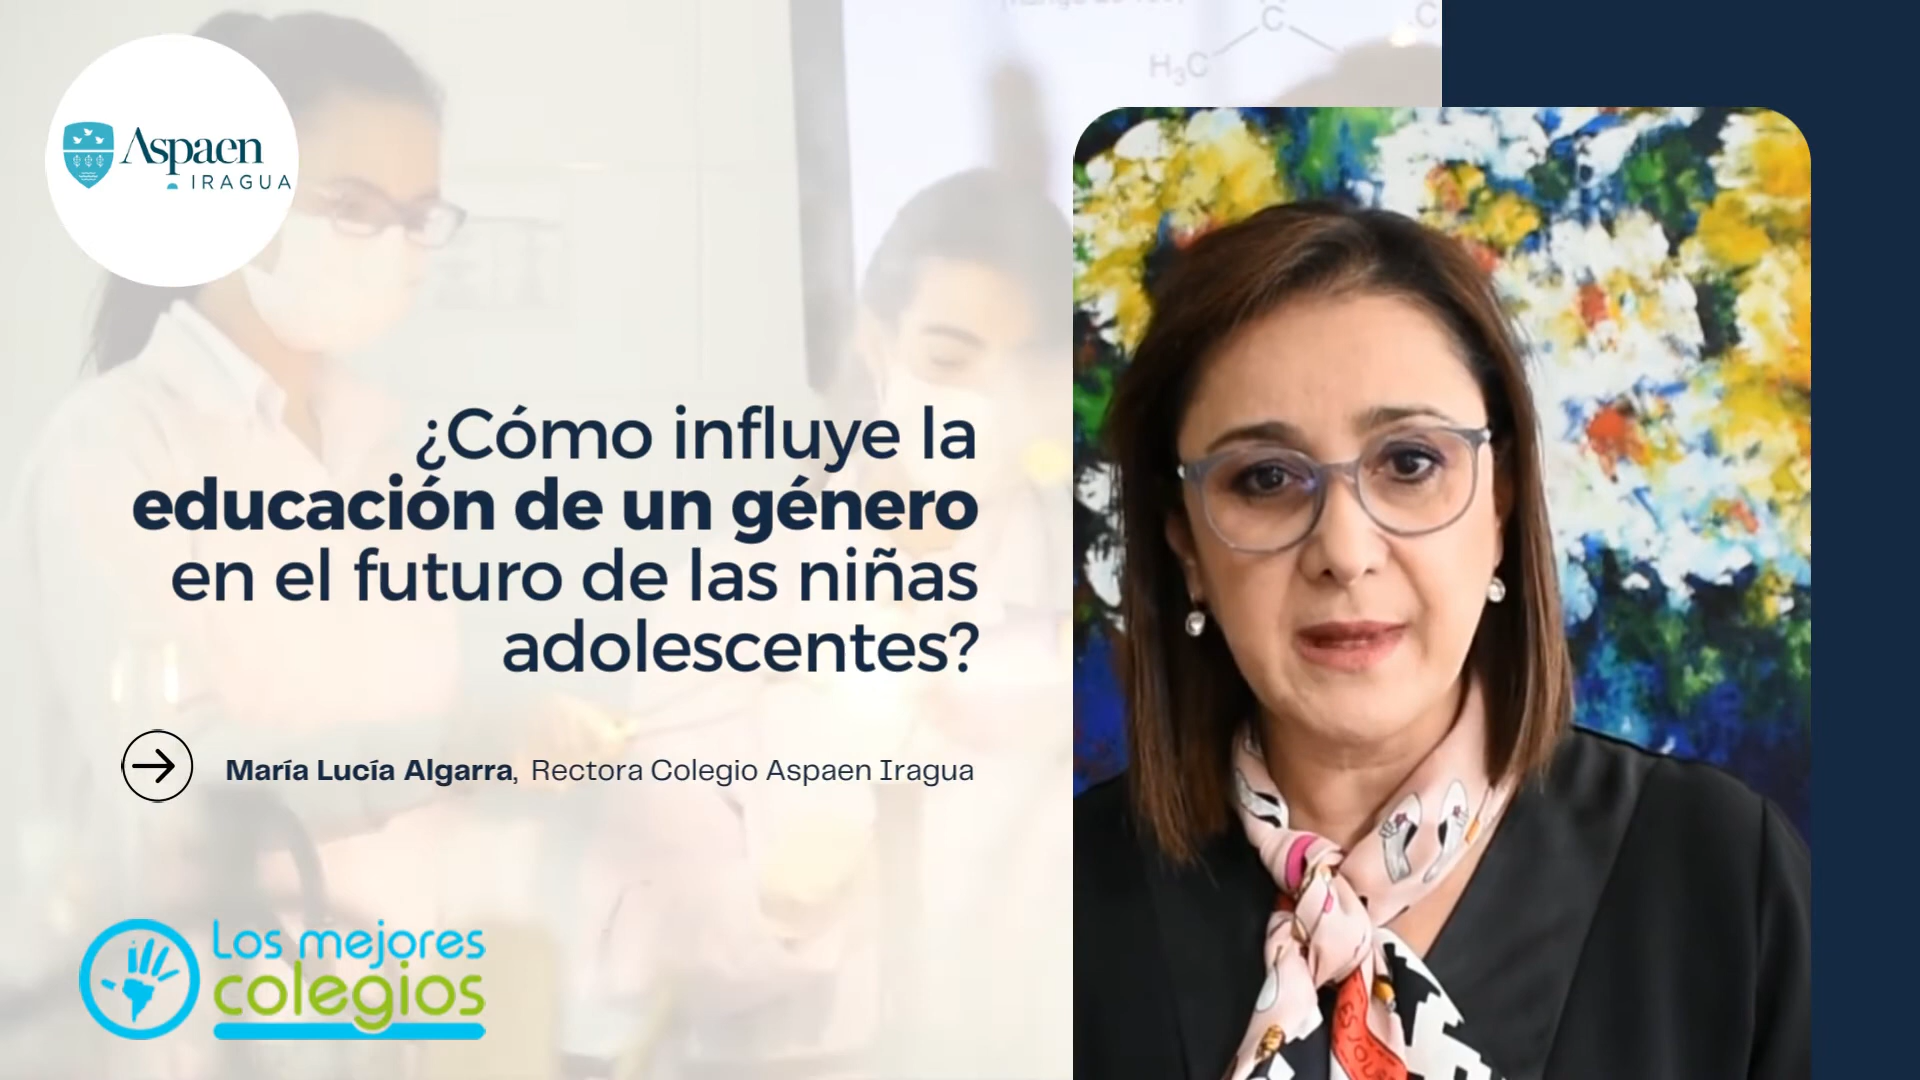 Aspaen
IRAGUA
H₃C
C
C
¿Cómo influye la
educación de un género
en el futuro de las niñas
adolescentes?
María Lucía Algarra, Rectora Colegio Aspaen Iragua
Los mejores
colegios